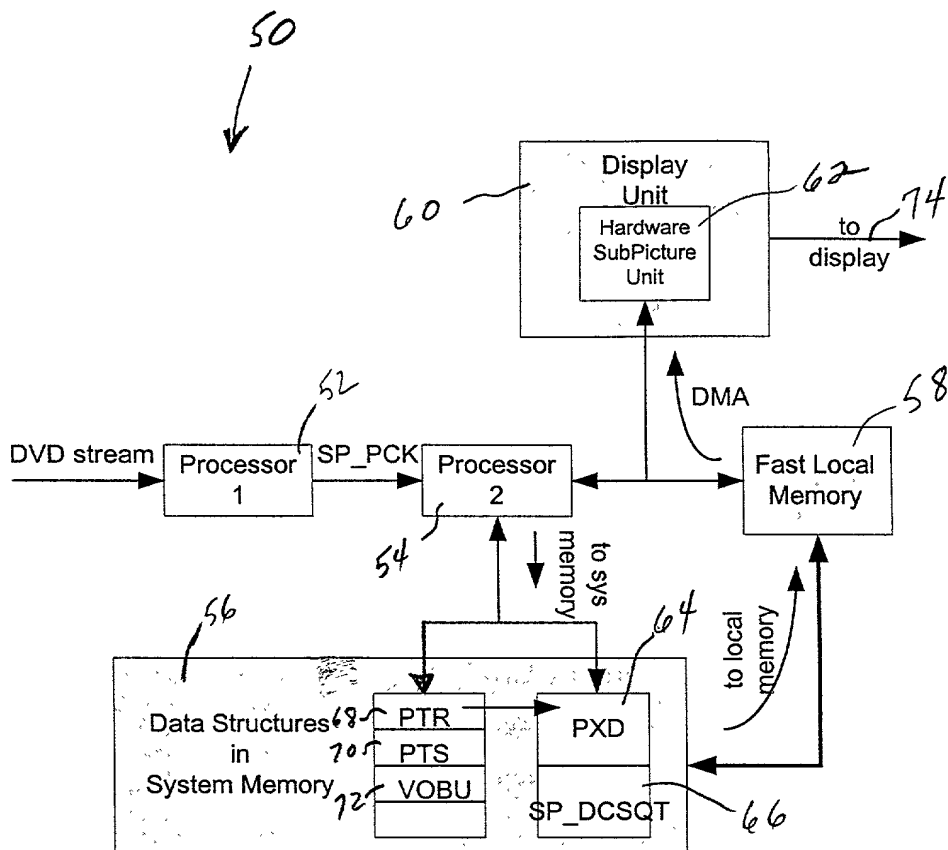 50
Display
Unit
60
62
Hardware
SubPicture
Unit
74
to
display
DMA
58
52
DVD stream
Processor
1
SP_PCK
Processor
2
54
Fast Local
Memory
to sys
memory
56
64
to local
memory
Data Structures
in
System Memory
68
PTR
PXD
70
PTS
72
VOBU
SP_DCSQT
66